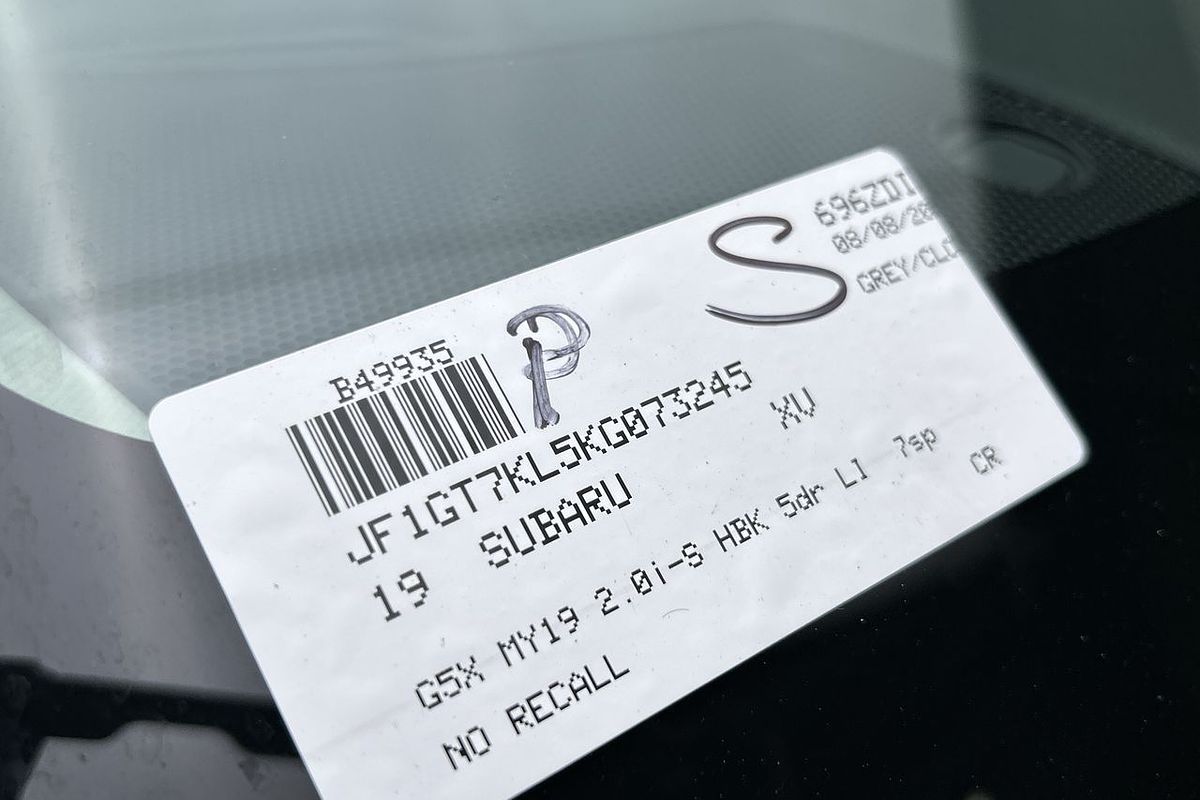 696ZDI
08/08/20
GREY/CLO
S
P
B49935
JF1GT7KL5KG073245
19 SUBARU XV
G5X MY19 2.0i-S HBK 5dr LI 7sp CR
NO RECALL